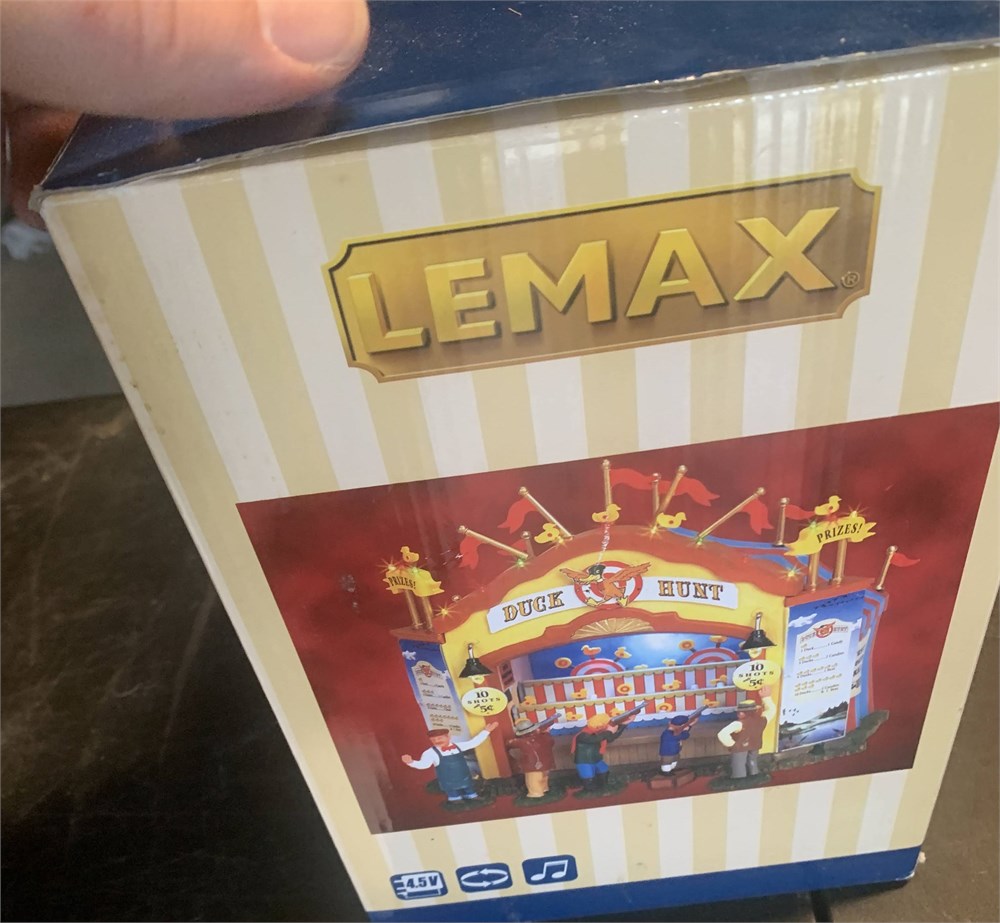 LEMAX®
PRIZES!
PRIZES!
DUCK HUNT
10
SHOTS
5¢
10
SHOTS
5¢
4.5V